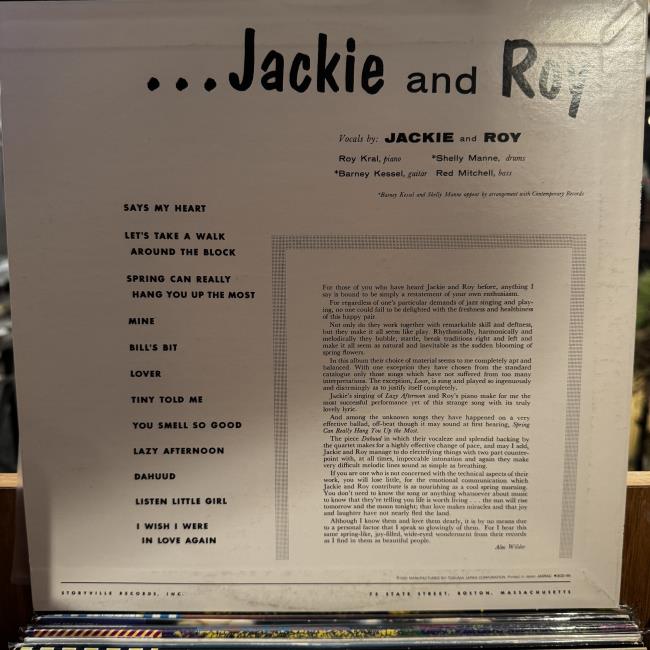 ...Jackie and Roy
Vocals by: JACKIE and ROY
Roy Kral, piano *Shelly Manne, drums
*Barney Kessel, guitar Red Mitchell, bass
*Barney Kessel and Shelly Manne appear by arrangement with Contemporary Records
SAYS MY HEART
LET'S TAKE A WALK
AROUND THE BLOCK
SPRING CAN REALLY
HANG YOU UP THE MOST
MINE
BILL'S BIT
LOVER
TINY TOLD ME
YOU SMELL SO GOOD
LAZY AFTERNOON
DAHUUD
LISTEN LITTLE GIRL
I WISH I WERE
IN LOVE AGAIN
For those of you who have heard Jackie and Roy before, anything I
say is bound to be simply a restatement of your own enthusiasm.
For regardless of one's particular demands of jazz singing and play-
ing, no one could fail to be delighted with the freshness and healthiness
of this happy pair.
Not only do they work together with remarkable skill and deftness,
but they make it all seem like play. Rhythmically, harmonically and
melodically they bubble, startle, break traditions right and left and
make it all seem as natural and inevitable as the sudden blooming of
spring flowers.
In this album their choice of material seems to me completely apt and
balanced. With one exception they have chosen from the standard
catalogue only those songs which have not suffered from too many
interpretations. The exception, Lover, is sung and played so ingenuously
and discerningly as to justify itself completely.
Jackie's singing of Lazy Afternoon and Roy's piano make for me the
most successful performance yet of this strange song with its truly
lovely lyric.
And among the unknown songs they have happened on a very
effective ballad, off-beat though it may sound at first hearing, Spring
Can Really Hang You Up the Most.
The piece Dahuud in which their vocaleze and splendid backing by
the quartet makes for a highly effective change of pace, and may I add,
Jackie and Roy manage to do electrifying things with two part counter-
point with, at all times, impeccable intonation and again they make
very difficult melodic lines sound as simple as breathing.
If you are one who is not concerned with the technical aspects of their
work, you will lose little, for the emotional communication which
Jackie and Roy contribute is as nourishing as a cool spring morning.
You don't need to know the song or anything whatsoever about music
to know that they're telling you life is worth living . . . the sun will rise
tomorrow and the moon tonight; that love makes miracles and that joy
and laughter have not nearly fled the land.
Although I know them and love them dearly, it is by no means due
to a personal factor that I speak so glowingly of them. For I hear this
same spring-like, joy-filled, wide-eyed wonderment from their records
as I find in them as beautiful people.
Alec Wilder
MANUFACTURED BY TOKUMA JAPAN CORPORATION,
STORYVILLE RECORDS, INC. 75 STATE STREET, BOSTON, MASSACHUSETTS